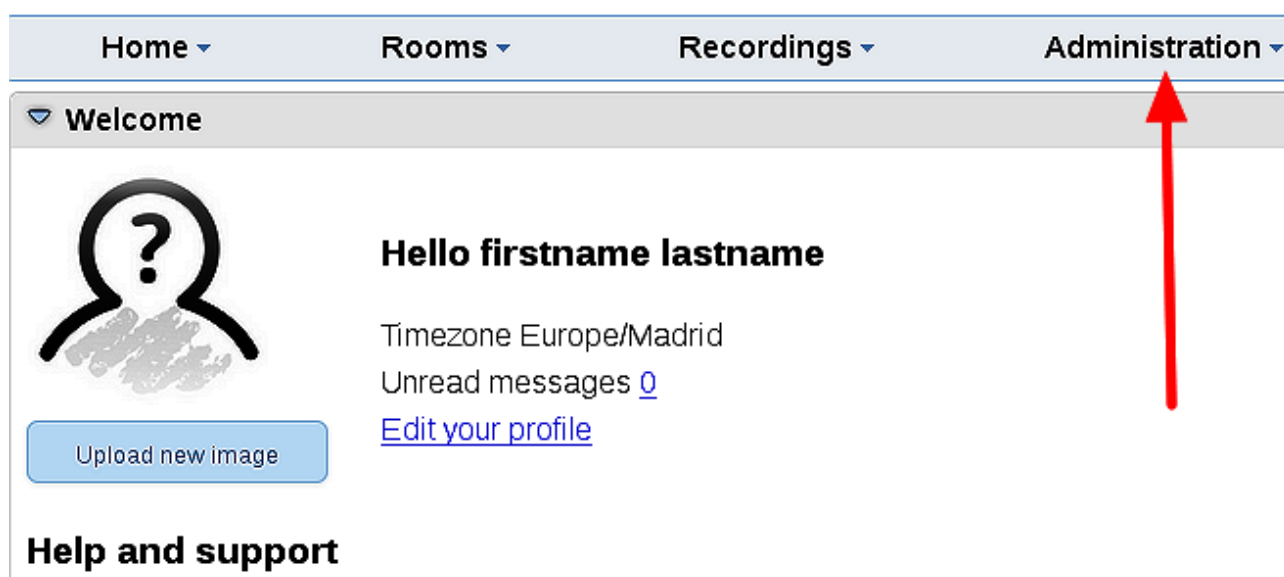 Home Rooms Recordings Administration
Welcome
?
Hello firstname lastname
Timezone Europe/Madrid
Unread messages 0
Edit your profile
Upload new image
Help and support